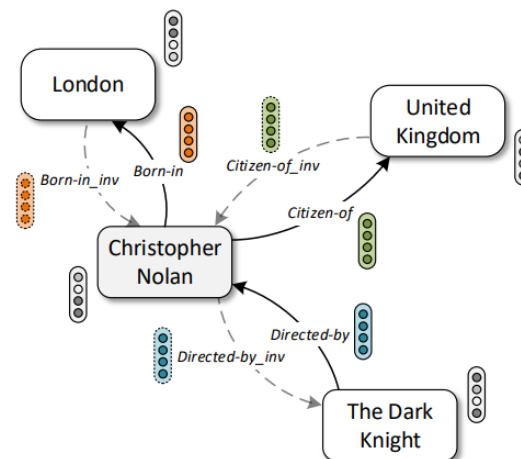 London
United
Kingdom
Born-in
Citizen-of_inv
Born-in_inv
Citizen-of
Christopher
Nolan
Directed-by
Directed-by_inv
The Dark
Knight